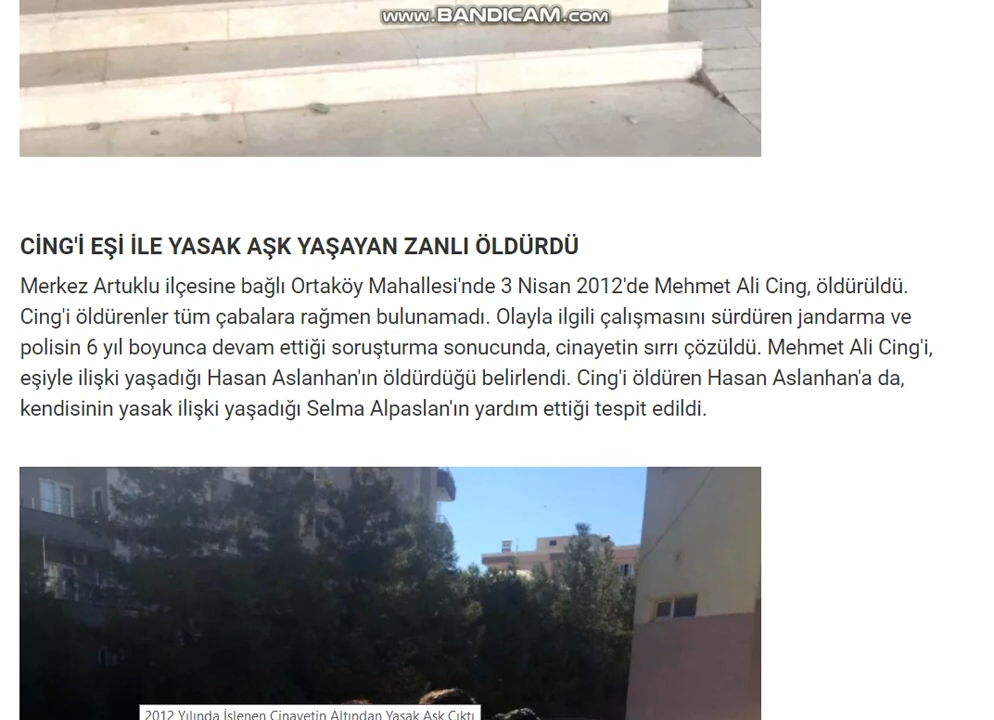 www.BANDICAM.com
CİNG'İ EŞİ İLE YASAK AŞK YAŞAYAN ZANLI ÖLDÜRDÜ
Merkez Artuklu ilçesine bağlı Ortaköy Mahallesi'nde 3 Nisan 2012'de Mehmet Ali Cing, öldürüldü.
Cing'i öldürenler tüm çabalara rağmen bulunamadı. Olayla ilgili çalışmasını sürdüren jandarma ve
polisin 6 yıl boyunca devam ettiği soruşturma sonucunda, cinayetin sırrı çözüldü. Mehmet Ali Cing'i,
eşiyle ilişki yaşadığı Hasan Aslanhan'ın öldürdüğü belirlendi. Cing'i öldüren Hasan Aslanhan'a da,
kendisinin yasak ilişki yaşadığı Selma Alpaslan'ın yardım ettiği tespit edildi.
2012 Yılında İşlenen Cinayetin Altından Yasak Aşk Çıktı